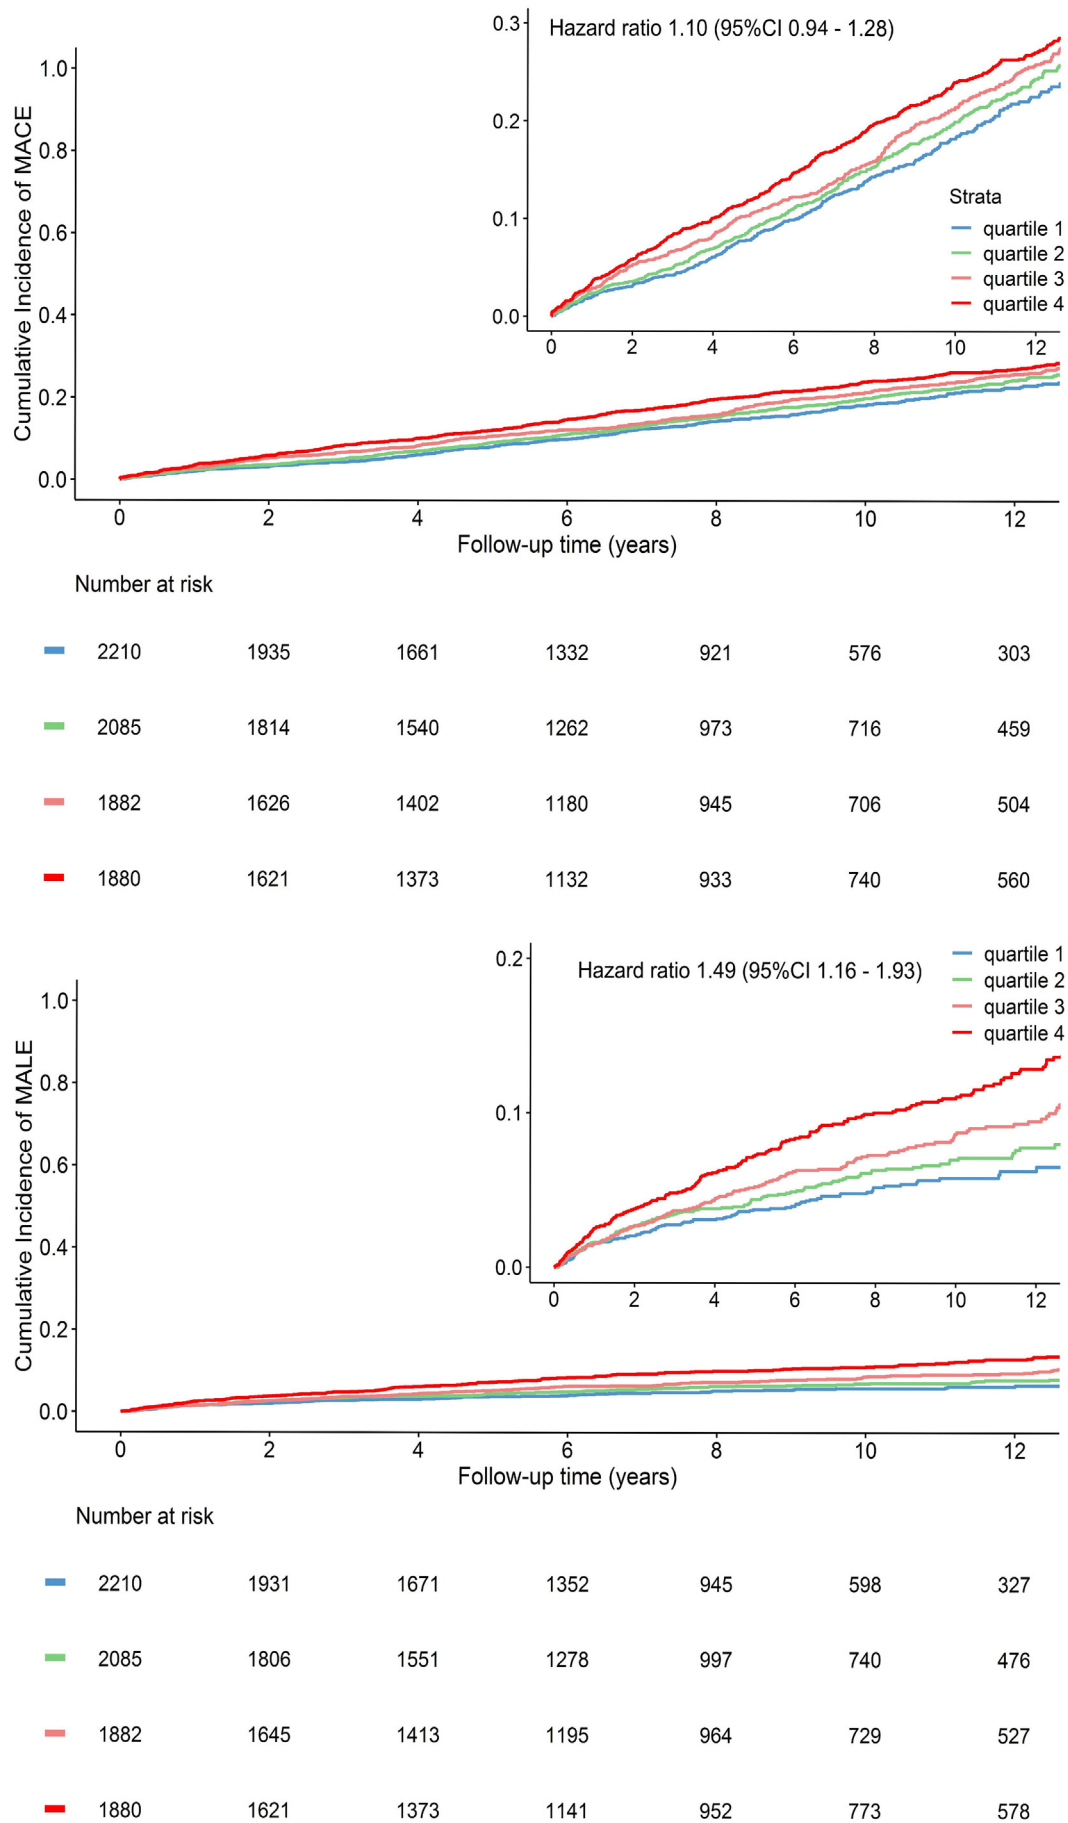 Hazard ratio 1.10 (95%CI 0.94 - 1.28)
0.3
0.2
0.1
0.0
0 2 4 6 8 10 12
Strata
quartile 1
quartile 2
quartile 3
quartile 4
Cumulative Incidence of MACE
1.0
0.8
0.6
0.4
0.2
0.0
0 2 4 6 8 10 12
Follow-up time (years)
Number at risk
2210 1935 1661 1332 921 576 303
2085 1814 1540 1262 973 716 459
1882 1626 1402 1180 945 706 504
1880 1621 1373 1132 933 740 560
quartile 1
quartile 2
quartile 3
quartile 4
Hazard ratio 1.49 (95%CI 1.16 - 1.93)
0.2
0.1
0.0
0 2 4 6 8 10 12
Cumulative Incidence of MALE
1.0
0.8
0.6
0.4
0.2
0.0
0 2 4 6 8 10 12
Follow-up time (years)
Number at risk
2210 1931 1671 1352 945 598 327
2085 1806 1551 1278 997 740 476
1882 1645 1413 1195 964 729 527
1880 1621 1373 1141 952 773 578